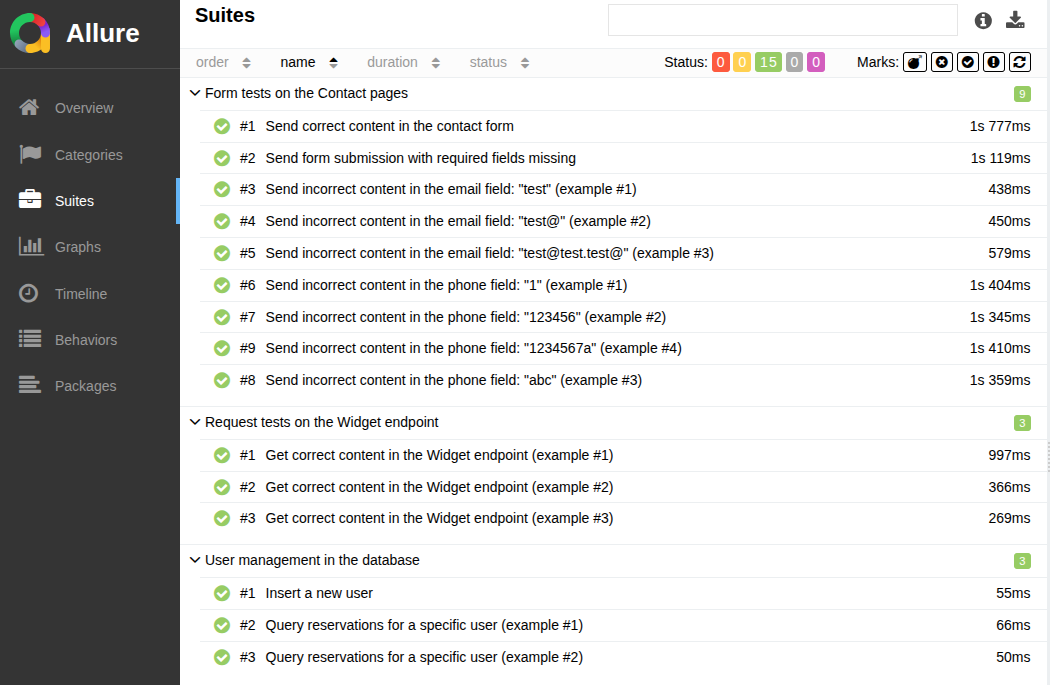 Allure
Overview
Categories
Suites
Graphs
Timeline
Behaviors
Packages
Suites
order name duration status Status: 0 0 15 0 0 Marks:
Form tests on the Contact pages 9
#1 Send correct content in the contact form 1s 777ms
#2 Send form submission with required fields missing 1s 119ms
#3 Send incorrect content in the email field: "test" (example #1) 438ms
#4 Send incorrect content in the email field: "test@" (example #2) 450ms
#5 Send incorrect content in the email field: "test@test.test@" (example #3) 579ms
#6 Send incorrect content in the phone field: "1" (example #1) 1s 404ms
#7 Send incorrect content in the phone field: "123456" (example #2) 1s 345ms
#9 Send incorrect content in the phone field: "1234567a" (example #4) 1s 410ms
#8 Send incorrect content in the phone field: "abc" (example #3) 1s 359ms
Request tests on the Widget endpoint 3
#1 Get correct content in the Widget endpoint (example #1) 997ms
#2 Get correct content in the Widget endpoint (example #2) 366ms
#3 Get correct content in the Widget endpoint (example #3) 269ms
User management in the database 3
#1 Insert a new user 55ms
#2 Query reservations for a specific user (example #1) 66ms
#3 Query reservations for a specific user (example #2) 50ms